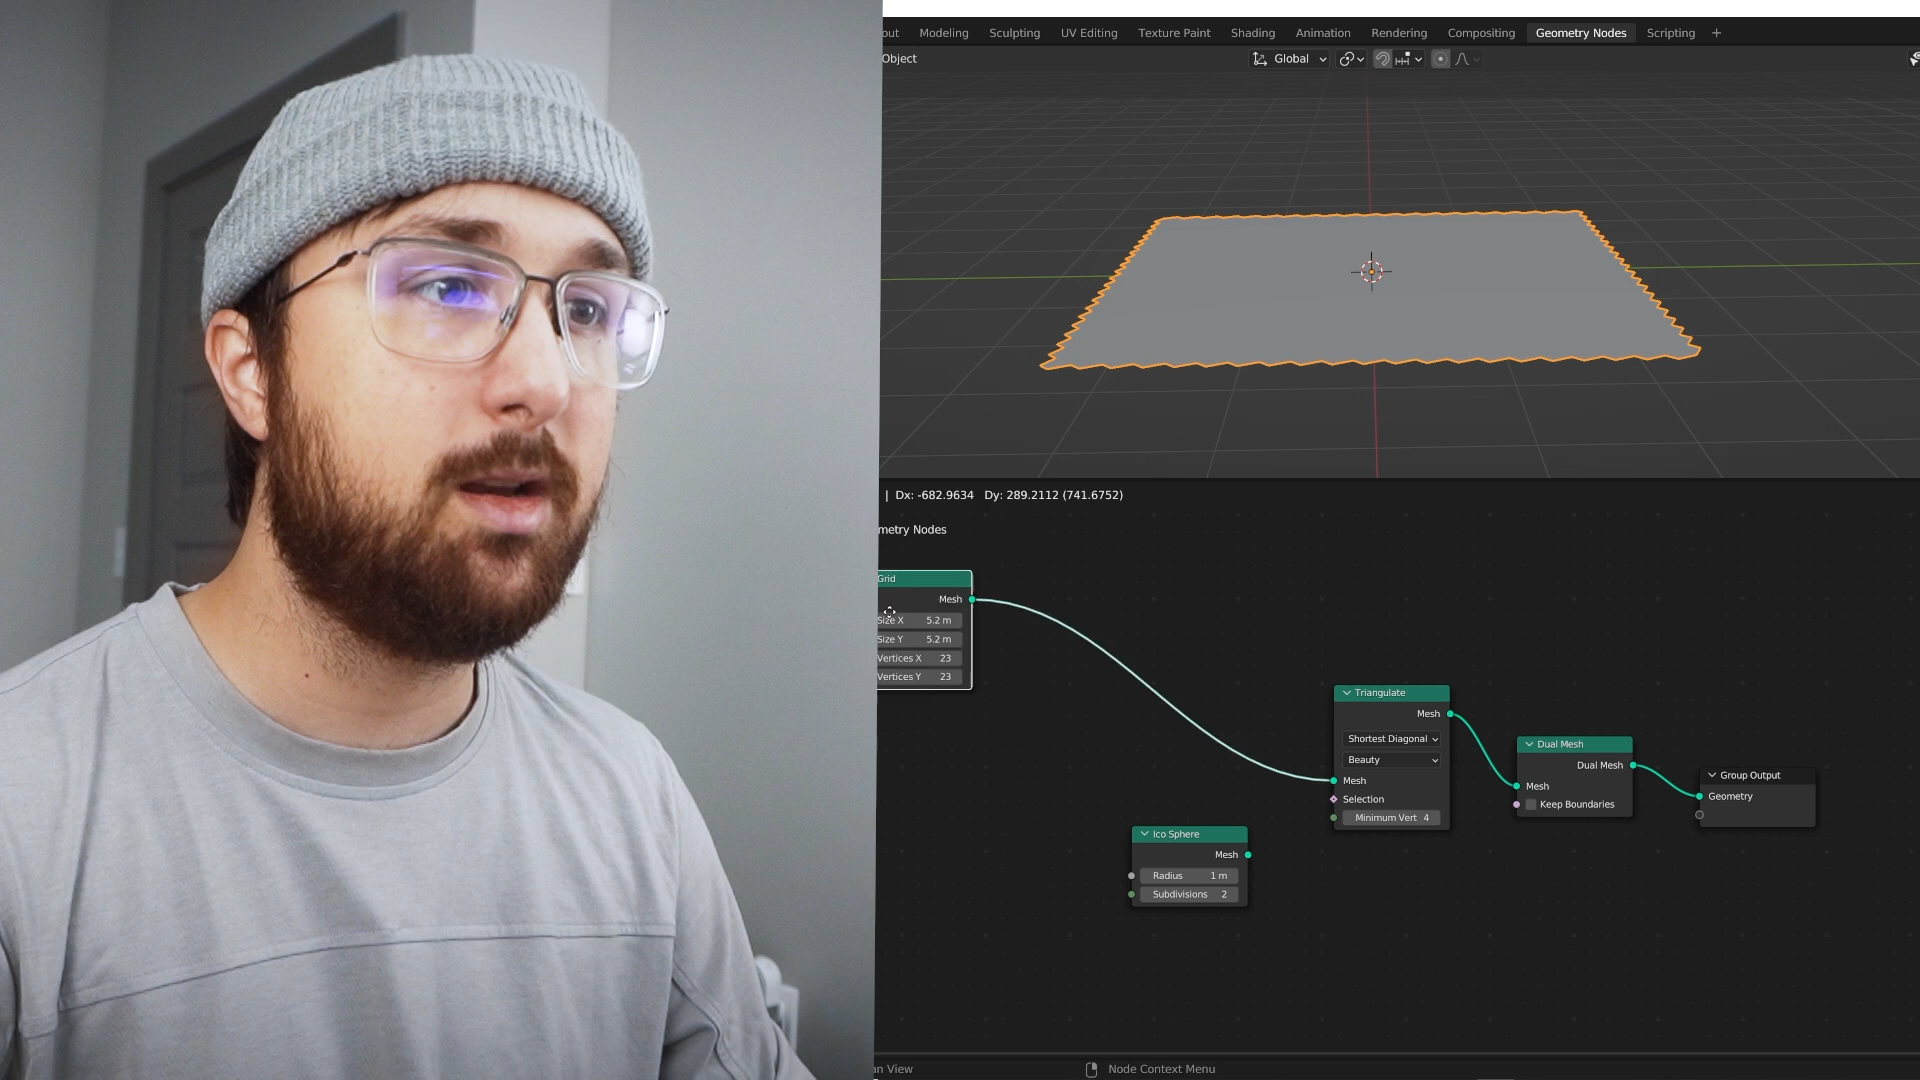 out Modeling Sculpting UV Editing Texture Paint Shading Animation Rendering Compositing Geometry Nodes Scripting +
Object Global
| Dx: -682.9634 Dy: 289.2112 (741.6752)
metry Nodes
Grid
Mesh
Size X 5.2 m
Size Y 5.2 m
Vertices X 23
Vertices Y 23
Triangulate
Mesh
Shortest Diagonal
Beauty
Mesh
Selection
Minimum Vert 4
Dual Mesh
Dual Mesh
Mesh
Keep Boundaries
Group Output
Geometry
Ico Sphere
Mesh
Radius 1 m
Subdivisions 2
an View Node Context Menu